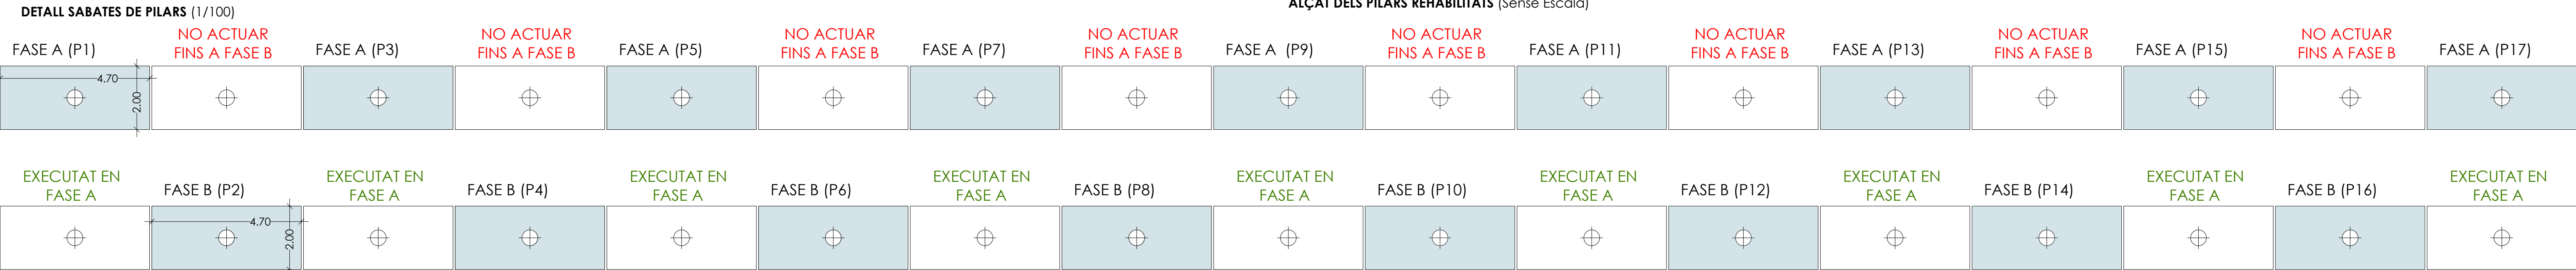 DETALL SABATES DE PILARS (1/100)
ALÇAT DELS PILARS REHABILITATS (Sense Escala)
FASE A (P1)
NO ACTUAR
FINS A FASE B
FASE A (P3)
NO ACTUAR
FINS A FASE B
FASE A (P5)
NO ACTUAR
FINS A FASE B
FASE A (P7)
NO ACTUAR
FINS A FASE B
FASE A (P9)
NO ACTUAR
FINS A FASE B
FASE A (P11)
NO ACTUAR
FINS A FASE B
FASE A (P13)
NO ACTUAR
FINS A FASE B
FASE A (P15)
NO ACTUAR
FINS A FASE B
FASE A (P17)
4.70
2.00
EXECUTAT EN
FASE A
FASE B (P2)
EXECUTAT EN
FASE A
FASE B (P4)
EXECUTAT EN
FASE A
FASE B (P6)
EXECUTAT EN
FASE A
FASE B (P8)
EXECUTAT EN
FASE A
FASE B (P10)
EXECUTAT EN
FASE A
FASE B (P12)
EXECUTAT EN
FASE A
FASE B (P14)
EXECUTAT EN
FASE A
FASE B (P16)
EXECUTAT EN
FASE A
4.70
2.00